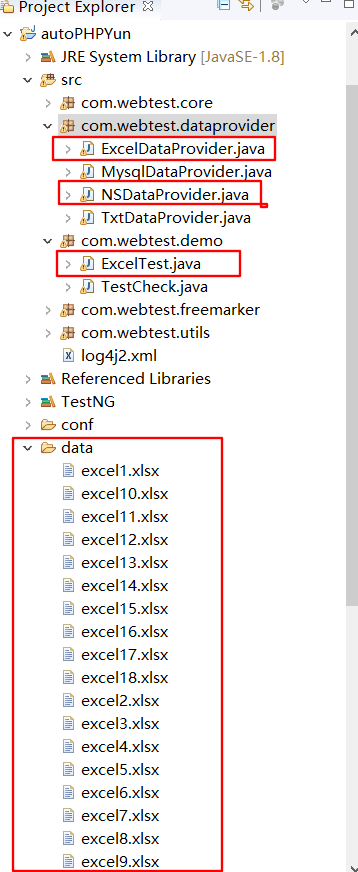 Project Explorer
autoPHPYun
JRE System Library [JavaSE-1.8]
src
com.webtest.core
com.webtest.dataprovider
ExcelDataProvider.java
MysqlDataProvider.java
NSDataProvider.java
TxtDataProvider.java
com.webtest.demo
ExcelTest.java
TestCheck.java
com.webtest.freemarker
com.webtest.utils
log4j2.xml
Referenced Libraries
TestNG
conf
data
excel1.xlsx
excel10.xlsx
excel11.xlsx
excel12.xlsx
excel13.xlsx
excel14.xlsx
excel15.xlsx
excel16.xlsx
excel17.xlsx
excel18.xlsx
excel2.xlsx
excel3.xlsx
excel4.xlsx
excel5.xlsx
excel6.xlsx
excel7.xlsx
excel8.xlsx
excel9.xlsx